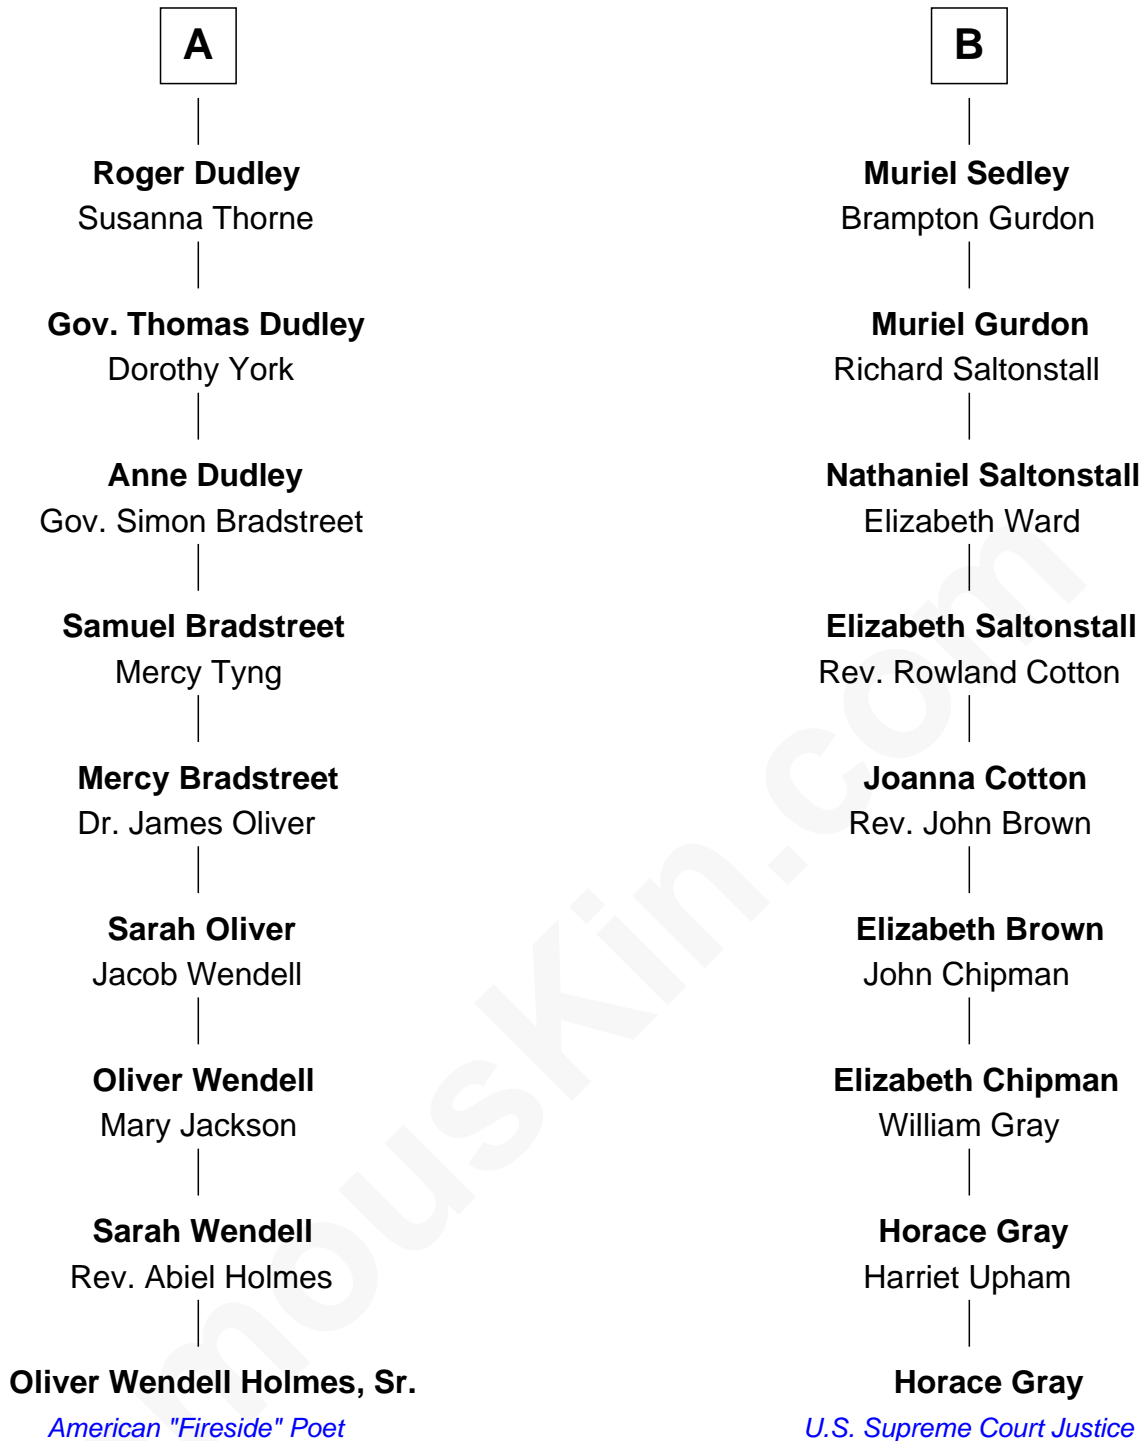 A
Roger Dudley
Susanna Thorne
Gov. Thomas Dudley
Dorothy York
Anne Dudley
Gov. Simon Bradstreet
Samuel Bradstreet
Mercy Tyng
Mercy Bradstreet
Dr. James Oliver
Sarah Oliver
Jacob Wendell
Oliver Wendell
Mary Jackson
Sarah Wendell
Rev. Abiel Holmes
Oliver Wendell Holmes, Sr.
American "Fireside" Poet
B
Muriel Sedley
Brampton Gurdon
Muriel Gurdon
Richard Saltonstall
Nathaniel Saltonstall
Elizabeth Ward
Elizabeth Saltonstall
Rev. Rowland Cotton
Joanna Cotton
Rev. John Brown
Elizabeth Brown
John Chipman
Elizabeth Chipman
William Gray
Horace Gray
Harriet Upham
Horace Gray
U.S. Supreme Court Justice
mouskin.com